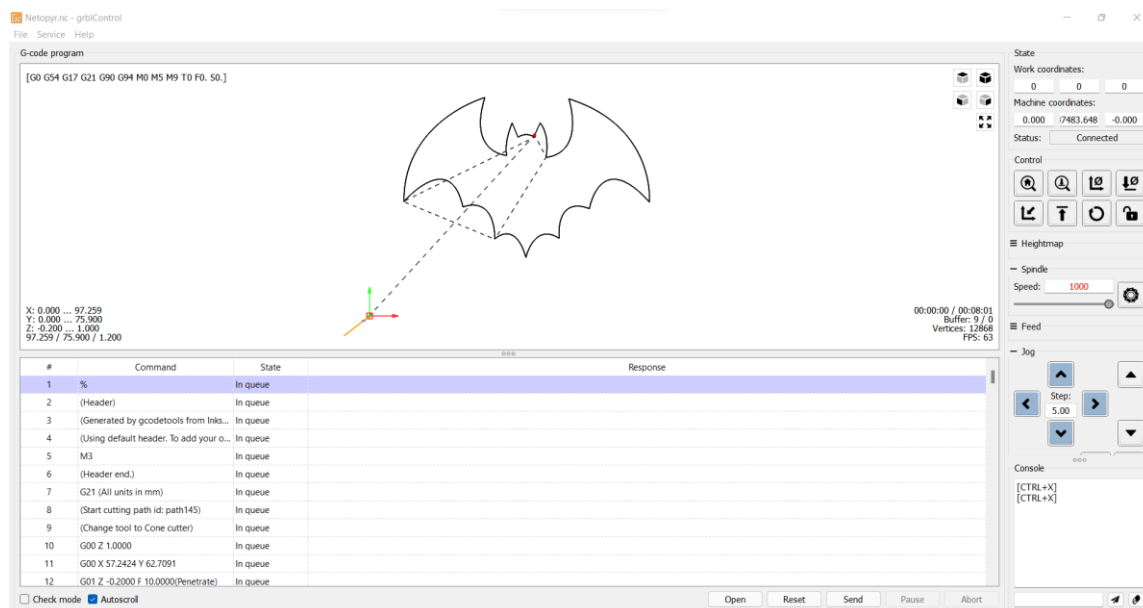 Netopyr.nc - grblControl
File Service Help
G-code program
[G0 G54 G17 G21 G90 G94 M0 M5 M9 T0 F0. S0.]
X: 0.000 ... 97.259
Y: 0.000 ... 75.900
Z: -0.200 ... 1.000
97.259 / 75.900 / 1.200
00:00:00 / 00:08:01
Buffer: 9 / 0
Vertices: 12868
FPS: 63
# Command State Response
1 % In queue
2 (Header) In queue
3 (Generated by gcodetools from Inks... In queue
4 (Using default header. To add your o... In queue
5 M3 In queue
6 (Header end.) In queue
7 G21 (All units in mm) In queue
8 (Start cutting path id: path145) In queue
9 (Change tool to Cone cutter) In queue
10 G00 Z 1.0000 In queue
11 G00 X 57.2424 Y 62.7091 In queue
12 G01 Z -0.2000 F 10.0000(Penetrate) In queue
Check mode Autoscroll Open Reset Send Pause Abort
State
Work coordinates:
0 0 0
Machine coordinates:
0.000 7483.648 -0.000
Status: Connected
Control
Heightmap
Spindle
Speed: 1000
Feed
Jog
Step:
5.00
Console
[CTRL+X]
[CTRL+X]